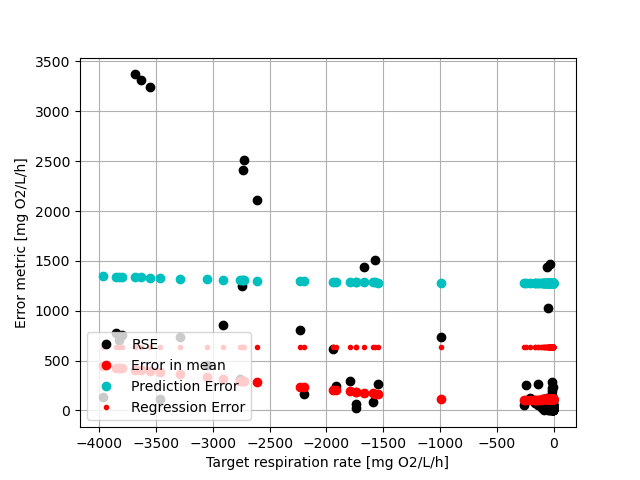 3500
3000
2500
2000
1500
1000
500
0
Error metric [mg O2/L/h]
RSE
Error in mean
Prediction Error
Regression Error
−4000 −3500 −3000 −2500 −2000 −1500 −1000 −500 0
Target respiration rate [mg O2/L/h]